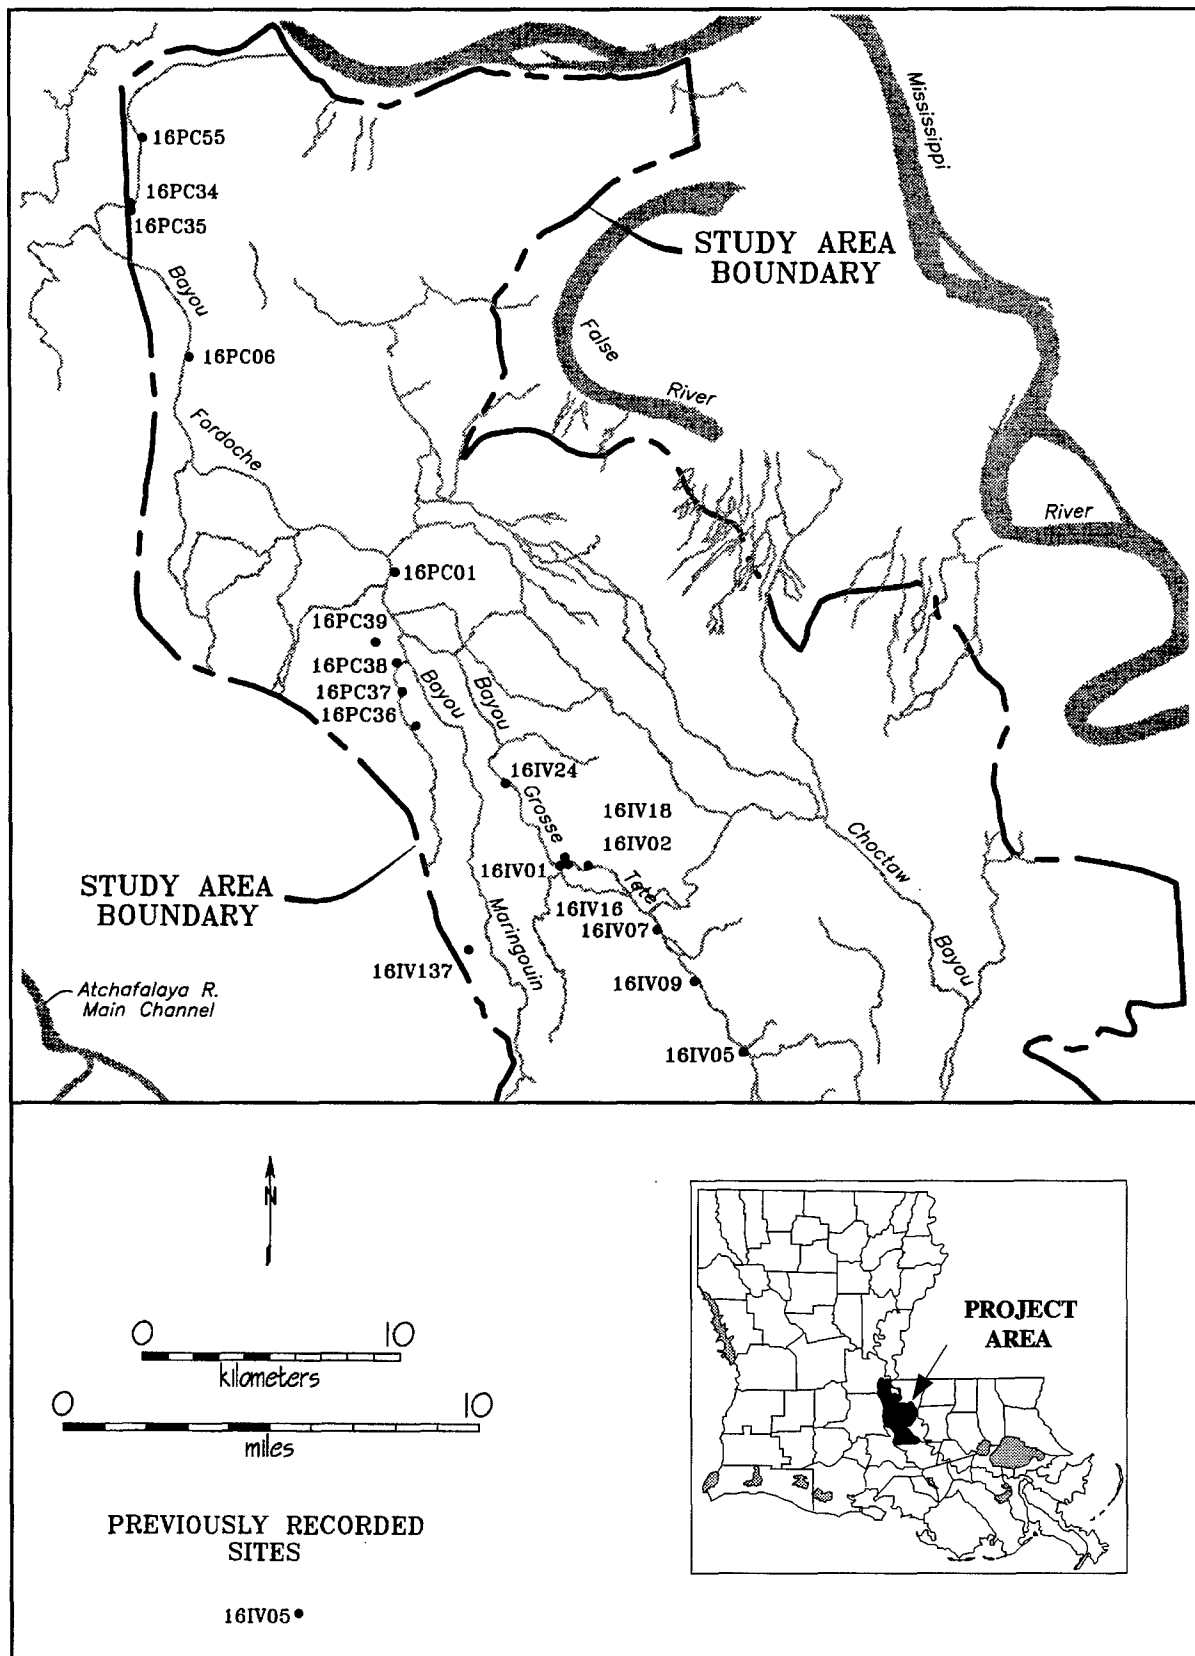 Mississippi
16PC55
16PC34
16PC35
STUDY AREA
BOUNDARY
Bayou
False
River
16PC06
Fordoche
River
16PC01
16PC39
16PC38
16PC37
16PC36
Bayou
Bayou
16IV24
Grosse
16IV18
16IV02
16IV01
Tete
Choctaw
Bayou
STUDY AREA
BOUNDARY
Maringouin
16IV16
16IV07
16IV137
16IV09
Atchafalaya R.
Main Channel
16IV05
N
0 10
kilometers
0 10
miles
PREVIOUSLY RECORDED
SITES
16IV05
PROJECT
AREA